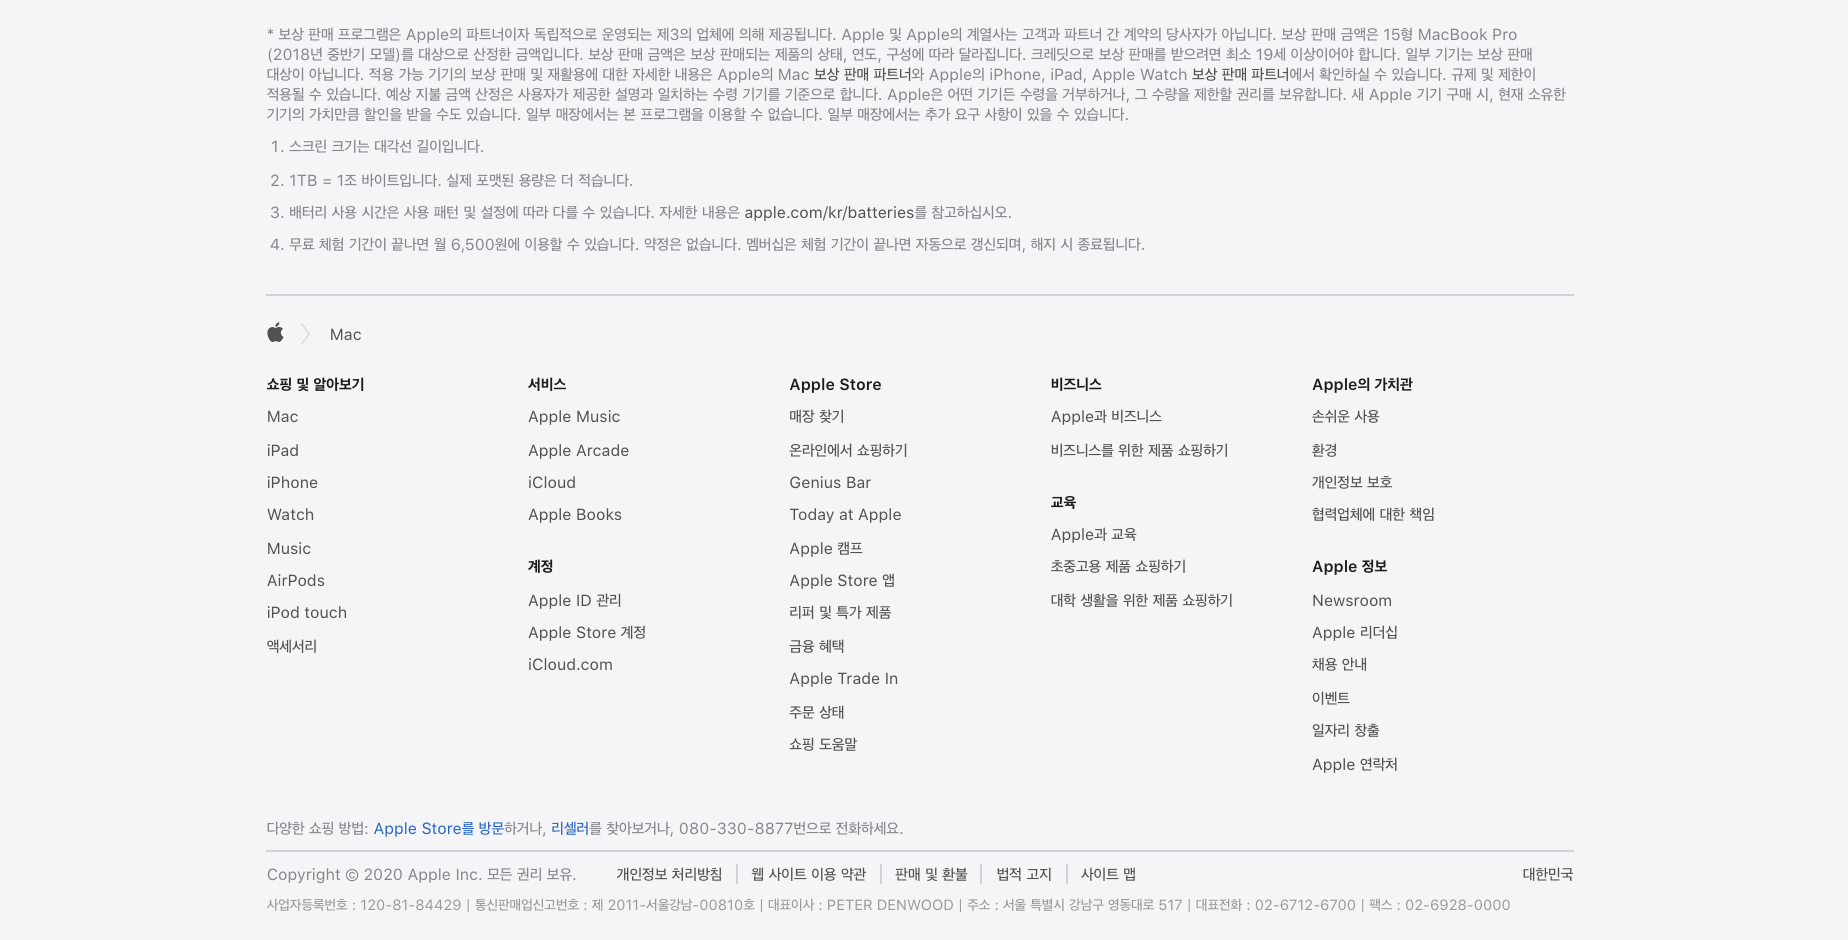 * 보상 판매 프로그램은 Apple의 파트너이자 독립적으로 운영되는 제3의 업체에 의해 제공됩니다. Apple 및 Apple의 계열사는 고객과 파트너 간 계약의 당사자가 아닙니다. 보상 판매 금액은 15형 MacBook Pro
(2018년 중반기 모델)를 대상으로 산정한 금액입니다. 보상 판매 금액은 보상 판매되는 제품의 상태, 연도, 구성에 따라 달라집니다. 크레딧으로 보상 판매를 받으려면 최소 19세 이상이어야 합니다. 일부 기기는 보상 판매
대상이 아닙니다. 적용 가능 기기의 보상 판매 및 재활용에 대한 자세한 내용은 Apple의 Mac 보상 판매 파트너와 Apple의 iPhone, iPad, Apple Watch 보상 판매 파트너에서 확인하실 수 있습니다. 규제 및 제한이
적용될 수 있습니다. 예상 지불 금액 산정은 사용자가 제공한 설명과 일치하는 수령 기기를 기준으로 합니다. Apple은 어떤 기기든 수령을 거부하거나, 그 수량을 제한할 권리를 보유합니다. 새 Apple 기기 구매 시, 현재 소유한
기기의 가치만큼 할인을 받을 수도 있습니다. 일부 매장에서는 본 프로그램을 이용할 수 없습니다. 일부 매장에서는 추가 요구 사항이 있을 수 있습니다.
1. 스크린 크기는 대각선 길이입니다.
2. 1TB = 1조 바이트입니다. 실제 포맷된 용량은 더 적습니다.
3. 배터리 사용 시간은 사용 패턴 및 설정에 따라 다를 수 있습니다. 자세한 내용은 apple.com/kr/batteries를 참고하십시오.
4. 무료 체험 기간이 끝나면 월 6,500원에 이용할 수 있습니다. 약정은 없습니다. 멤버십은 체험 기간이 끝나면 자동으로 갱신되며, 해지 시 종료됩니다.
Mac
쇼핑 및 알아보기
Mac
iPad
iPhone
Watch
Music
AirPods
iPod touch
액세서리
서비스
Apple Music
Apple Arcade
iCloud
Apple Books
계정
Apple ID 관리
Apple Store 계정
iCloud.com
Apple Store
매장 찾기
온라인에서 쇼핑하기
Genius Bar
Today at Apple
Apple 캠프
Apple Store 앱
리퍼 및 특가 제품
금융 혜택
Apple Trade In
주문 상태
쇼핑 도움말
비즈니스
Apple과 비즈니스
비즈니스를 위한 제품 쇼핑하기
교육
Apple과 교육
초중고용 제품 쇼핑하기
대학 생활을 위한 제품 쇼핑하기
Apple의 가치관
손쉬운 사용
환경
개인정보 보호
협력업체에 대한 책임
Apple 정보
Newsroom
Apple 리더십
채용 안내
이벤트
일자리 창출
Apple 연락처
다양한 쇼핑 방법: Apple Store를 방문하거나, 리셀러를 찾아보거나, 080-330-8877번으로 전화하세요.
Copyright © 2020 Apple Inc. 모든 권리 보유. 개인정보 처리방침 | 웹 사이트 이용 약관 | 판매 및 환불 | 법적 고지 | 사이트 맵 대한민국
사업자등록번호 : 120-81-84429 | 통신판매업신고번호 : 제 2011-서울강남-00810호 | 대표이사 : PETER DENWOOD | 주소 : 서울 특별시 강남구 영동대로 517 | 대표전화 : 02-6712-6700 | 팩스 : 02-6928-0000